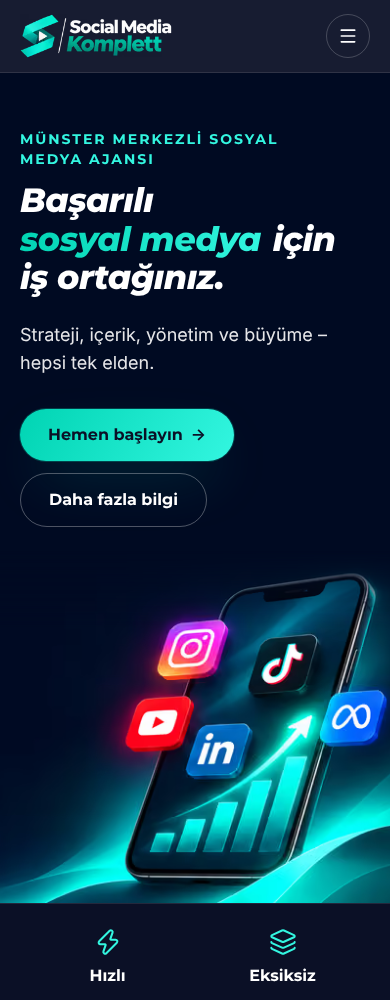 Social Media
Komplett
MÜNSTER MERKEZLİ SOSYAL
MEDYA AJANSI
Başarılı
sosyal medya için
iş ortağınız.
Strateji, içerik, yönetim ve büyüme –
hepsi tek elden.
Hemen başlayın →
Daha fazla bilgi
in
Hızlı
Eksiksiz